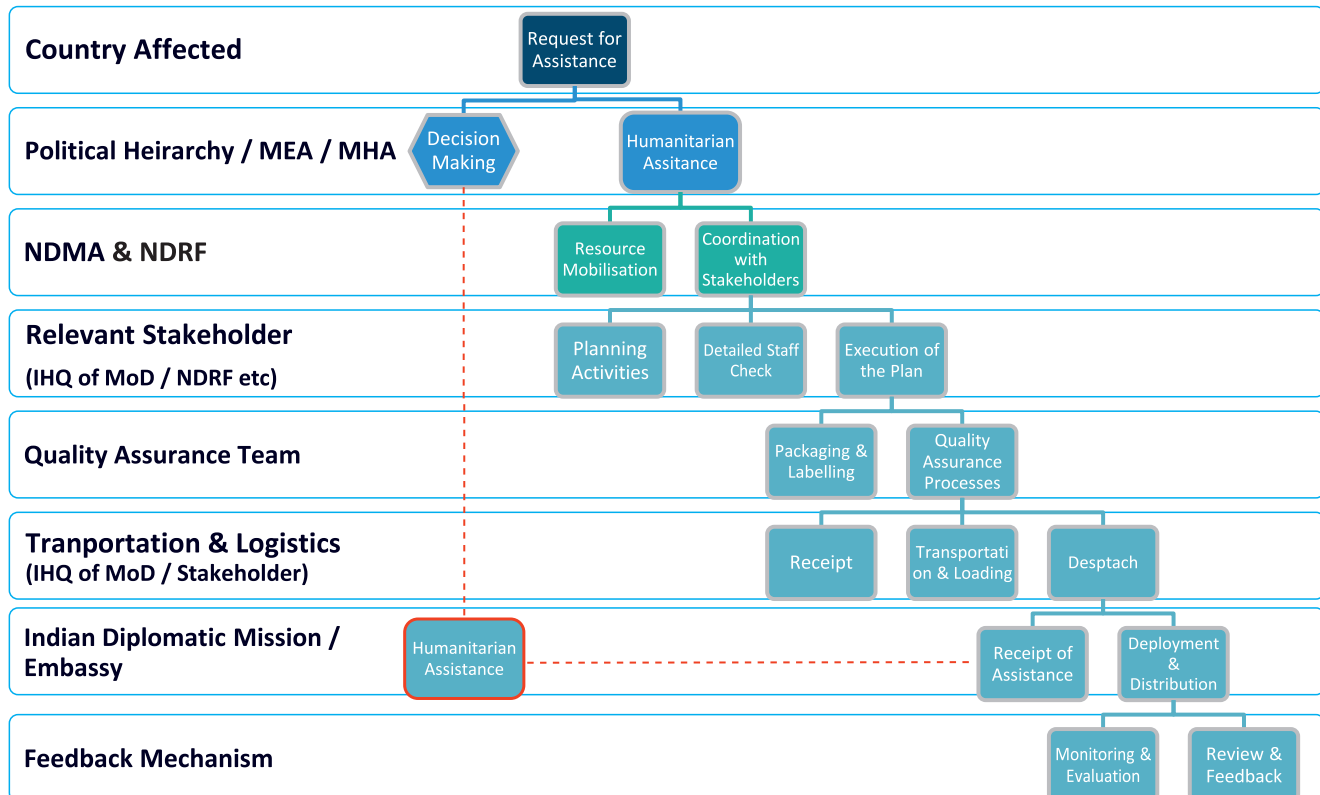 Country Affected
Request for
Assistance
Political Heirarchy / MEA / MHA
Decision
Making
Humanitarian
Assitance
NDMA & NDRF
Resource
Mobilisation
Coordination
with
Stakeholders
Relevant Stakeholder
(IHQ of MoD / NDRF etc)
Planning
Activities
Detailed Staff
Check
Execution of
the Plan
Quality Assurance Team
Packaging &
Labelling
Quality
Assurance
Processes
Tranportation & Logistics
(IHQ of MoD / Stakeholder)
Receipt
Transportati
on & Loading
Desptach
Indian Diplomatic Mission /
Embassy
Humanitarian
Assistance
Receipt of
Assistance
Deployment
&
Distribution
Feedback Mechanism
Monitoring &
Evaluation
Review &
Feedback